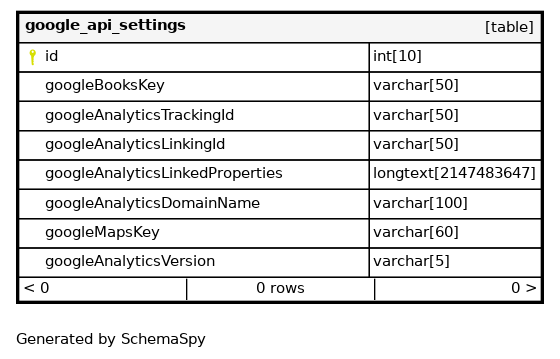 google_api_settings [table]
id int[10]
googleBooksKey varchar[50]
googleAnalyticsTrackingId varchar[50]
googleAnalyticsLinkingId varchar[50]
googleAnalyticsLinkedProperties longtext[2147483647]
googleAnalyticsDomainName varchar[100]
googleMapsKey varchar[60]
googleAnalyticsVersion varchar[5]
< 0 0 rows 0 >
Generated by SchemaSpy